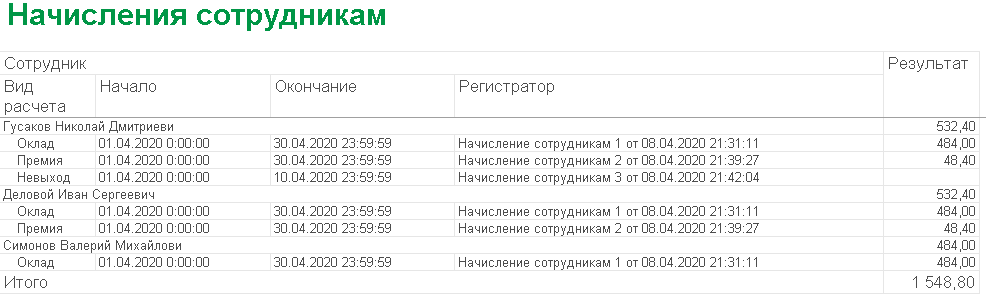 Начисления сотрудникам
Сотрудник Результат
Вид расчета Начало Окончание Регистратор
Гусаков Николай Дмитриеви 532,40
Оклад 01.04.2020 0:00:00 30.04.2020 23:59:59 Начисление сотрудникам 1 от 08.04.2020 21:31:11 484,00
Премия 01.04.2020 0:00:00 30.04.2020 23:59:59 Начисление сотрудникам 2 от 08.04.2020 21:39:27 48,40
Невыход 01.04.2020 0:00:00 10.04.2020 23:59:59 Начисление сотрудникам 3 от 08.04.2020 21:42:04
Деловой Иван Сергеевич 532,40
Оклад 01.04.2020 0:00:00 30.04.2020 23:59:59 Начисление сотрудникам 1 от 08.04.2020 21:31:11 484,00
Премия 01.04.2020 0:00:00 30.04.2020 23:59:59 Начисление сотрудникам 2 от 08.04.2020 21:39:27 48,40
Симонов Валерий Михайлови 484,00
Оклад 01.04.2020 0:00:00 30.04.2020 23:59:59 Начисление сотрудникам 1 от 08.04.2020 21:31:11 484,00
Итого 1 548,80